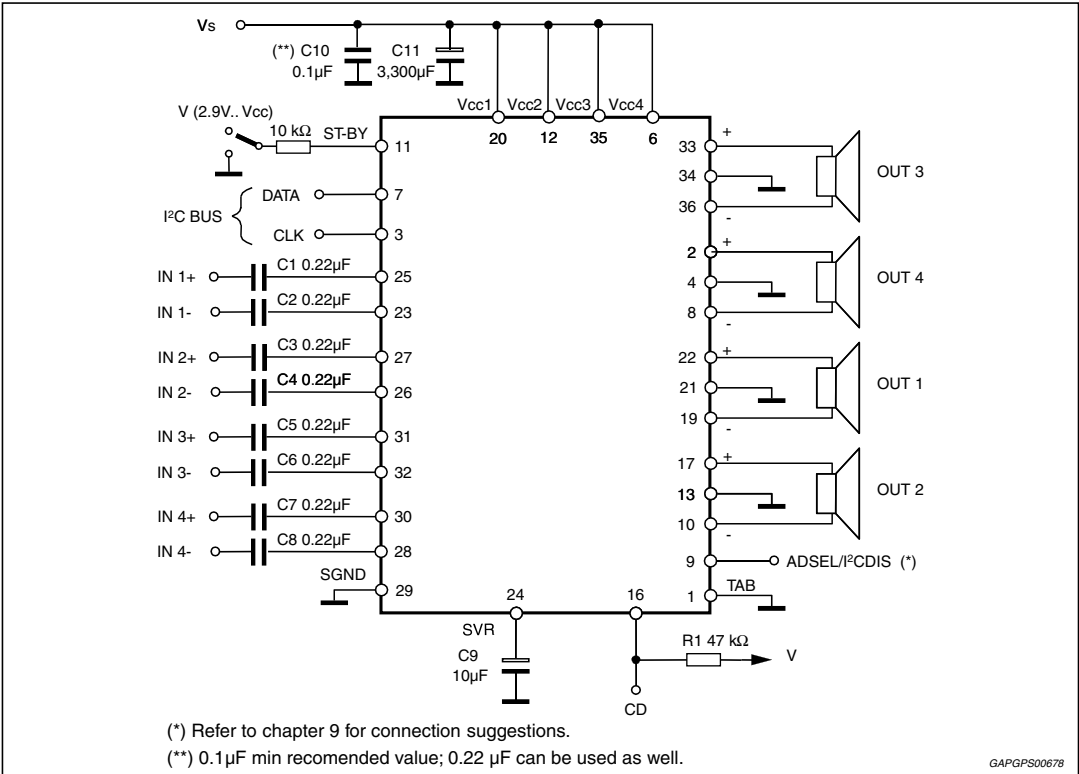 Vs
(**) C10
0.1µF
C11
3,300µF
Vcc1
Vcc2
Vcc3
Vcc4
20
12
35
6
V (2.9V.. Vcc)
10 kΩ
ST-BY
11
I²C BUS
DATA
7
CLK
3
IN 1+
C1 0.22µF
25
IN 1-
C2 0.22µF
23
IN 2+
C3 0.22µF
27
IN 2-
C4 0.22µF
26
IN 3+
C5 0.22µF
31
IN 3-
C6 0.22µF
32
IN 4+
C7 0.22µF
30
IN 4-
C8 0.22µF
28
SGND
29
33
+
34
36
-
OUT 3
2
+
4
8
-
OUT 4
22
+
21
19
-
OUT 1
17
+
13
10
-
OUT 2
9
ADSEL/I²CDIS (*)
1
TAB
24
SVR
C9
10µF
16
R1 47 kΩ
V
CD
(*) Refer to chapter 9 for connection suggestions.
(**) 0.1µF min recomended value; 0.22 µF can be used as well.
GAPGPS00678